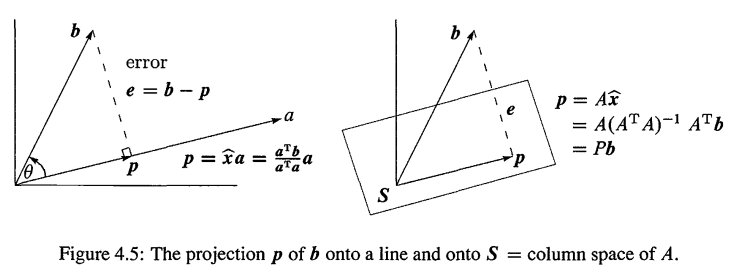 b
error
e = b − p
a
θ
p
p = x̂a = aᵀb/aᵀa a
b
e
p
S
p = Ax̂
= A(AᵀA)⁻¹ Aᵀb
= Pb
Figure 4.5: The projection p of b onto a line and onto S = column space of A.